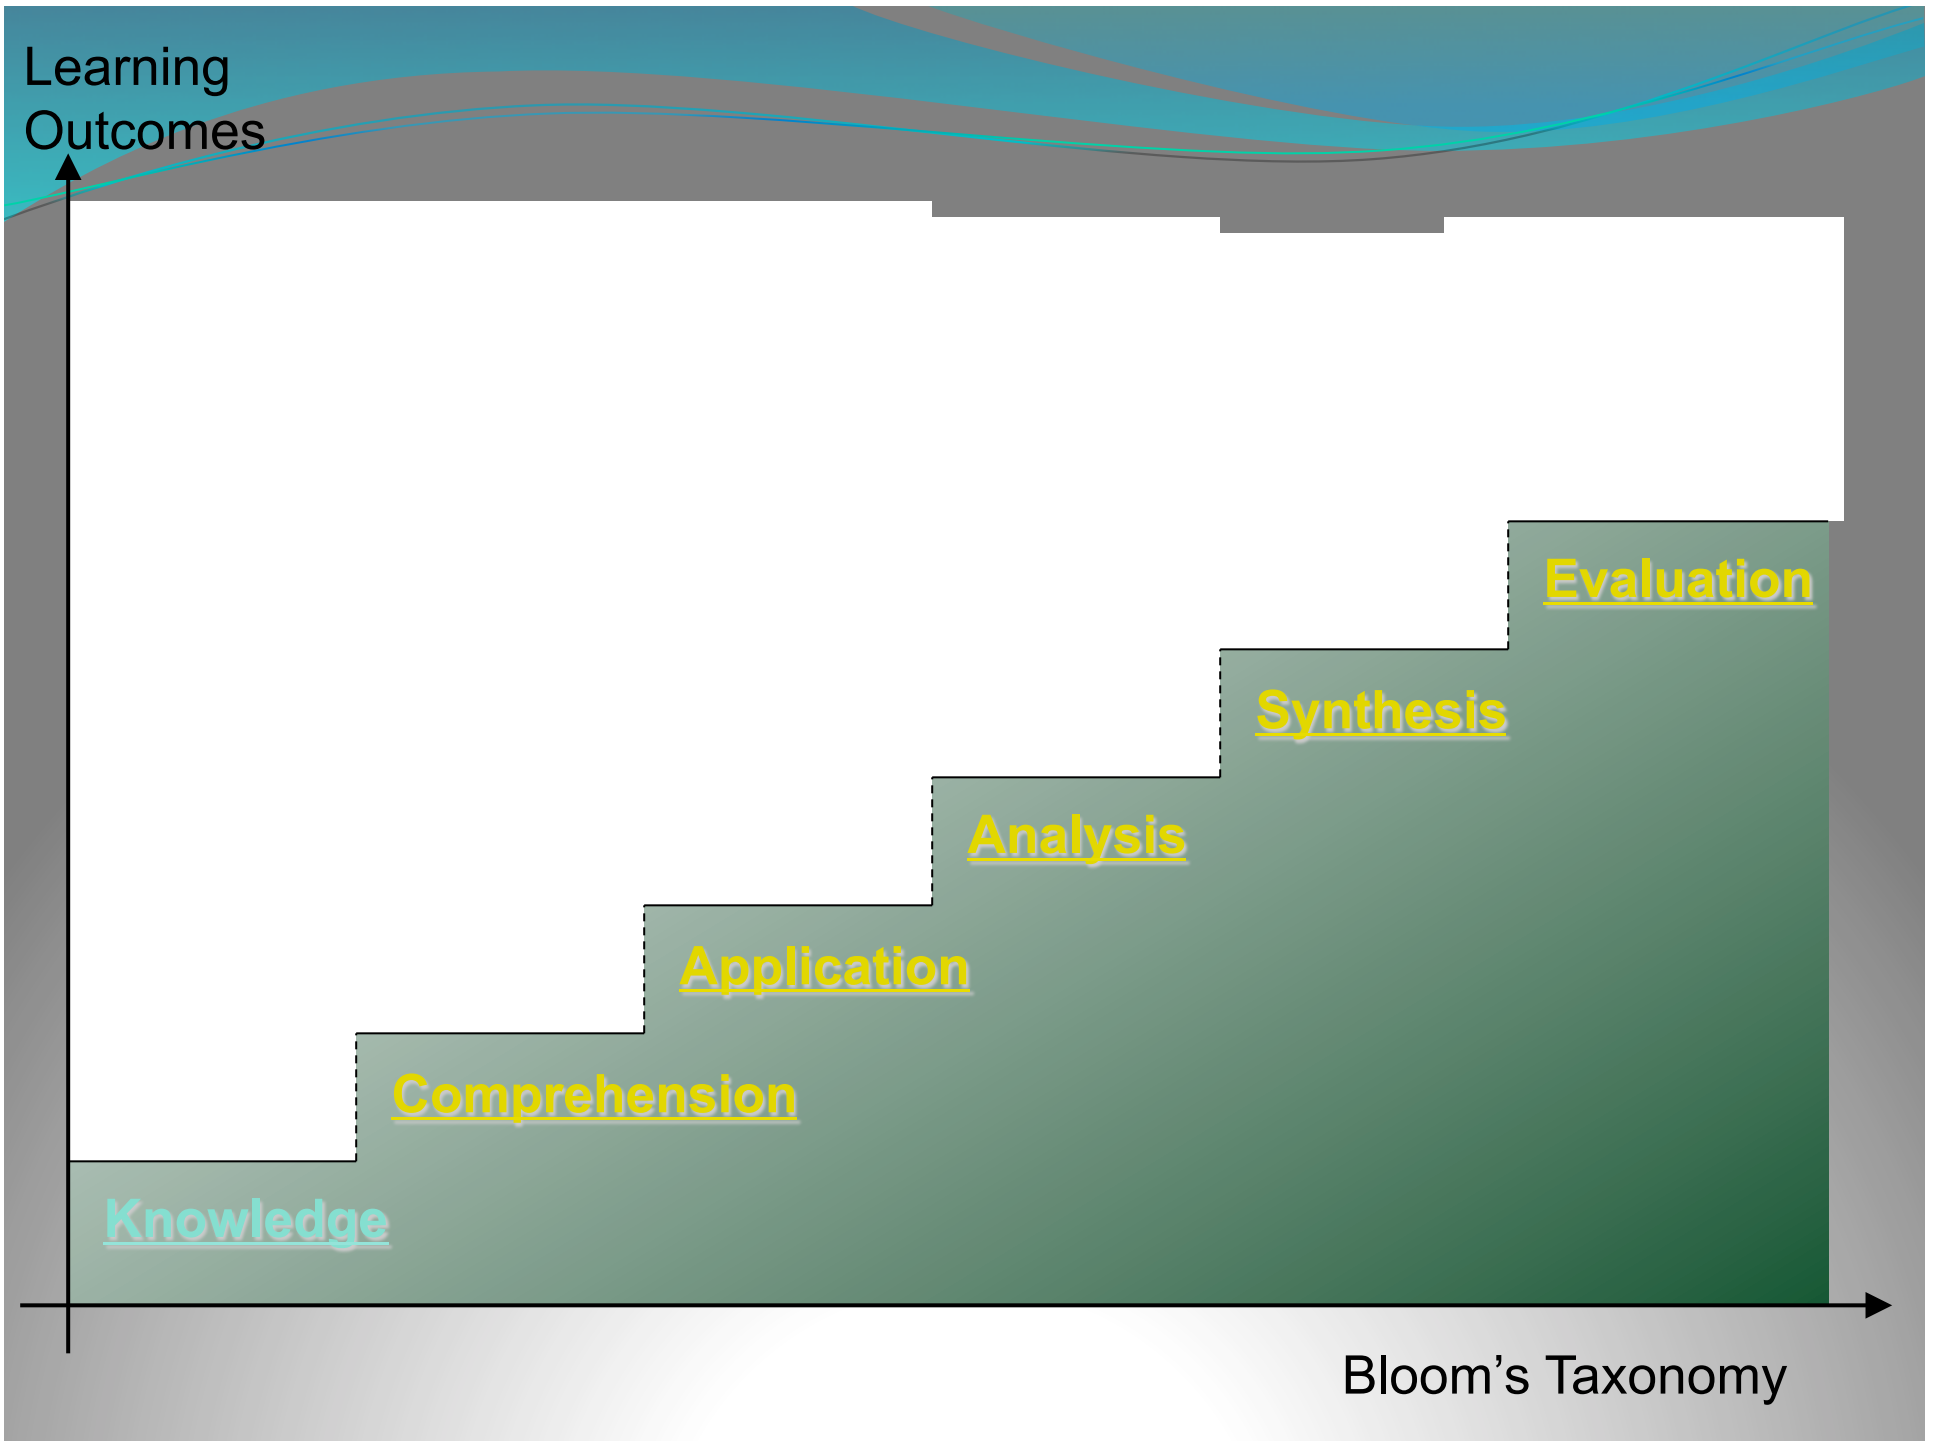 Learning
Outcomes
Evaluation
Synthesis
Analysis
Application
Comprehension
Knowledge
Bloom’s Taxonomy